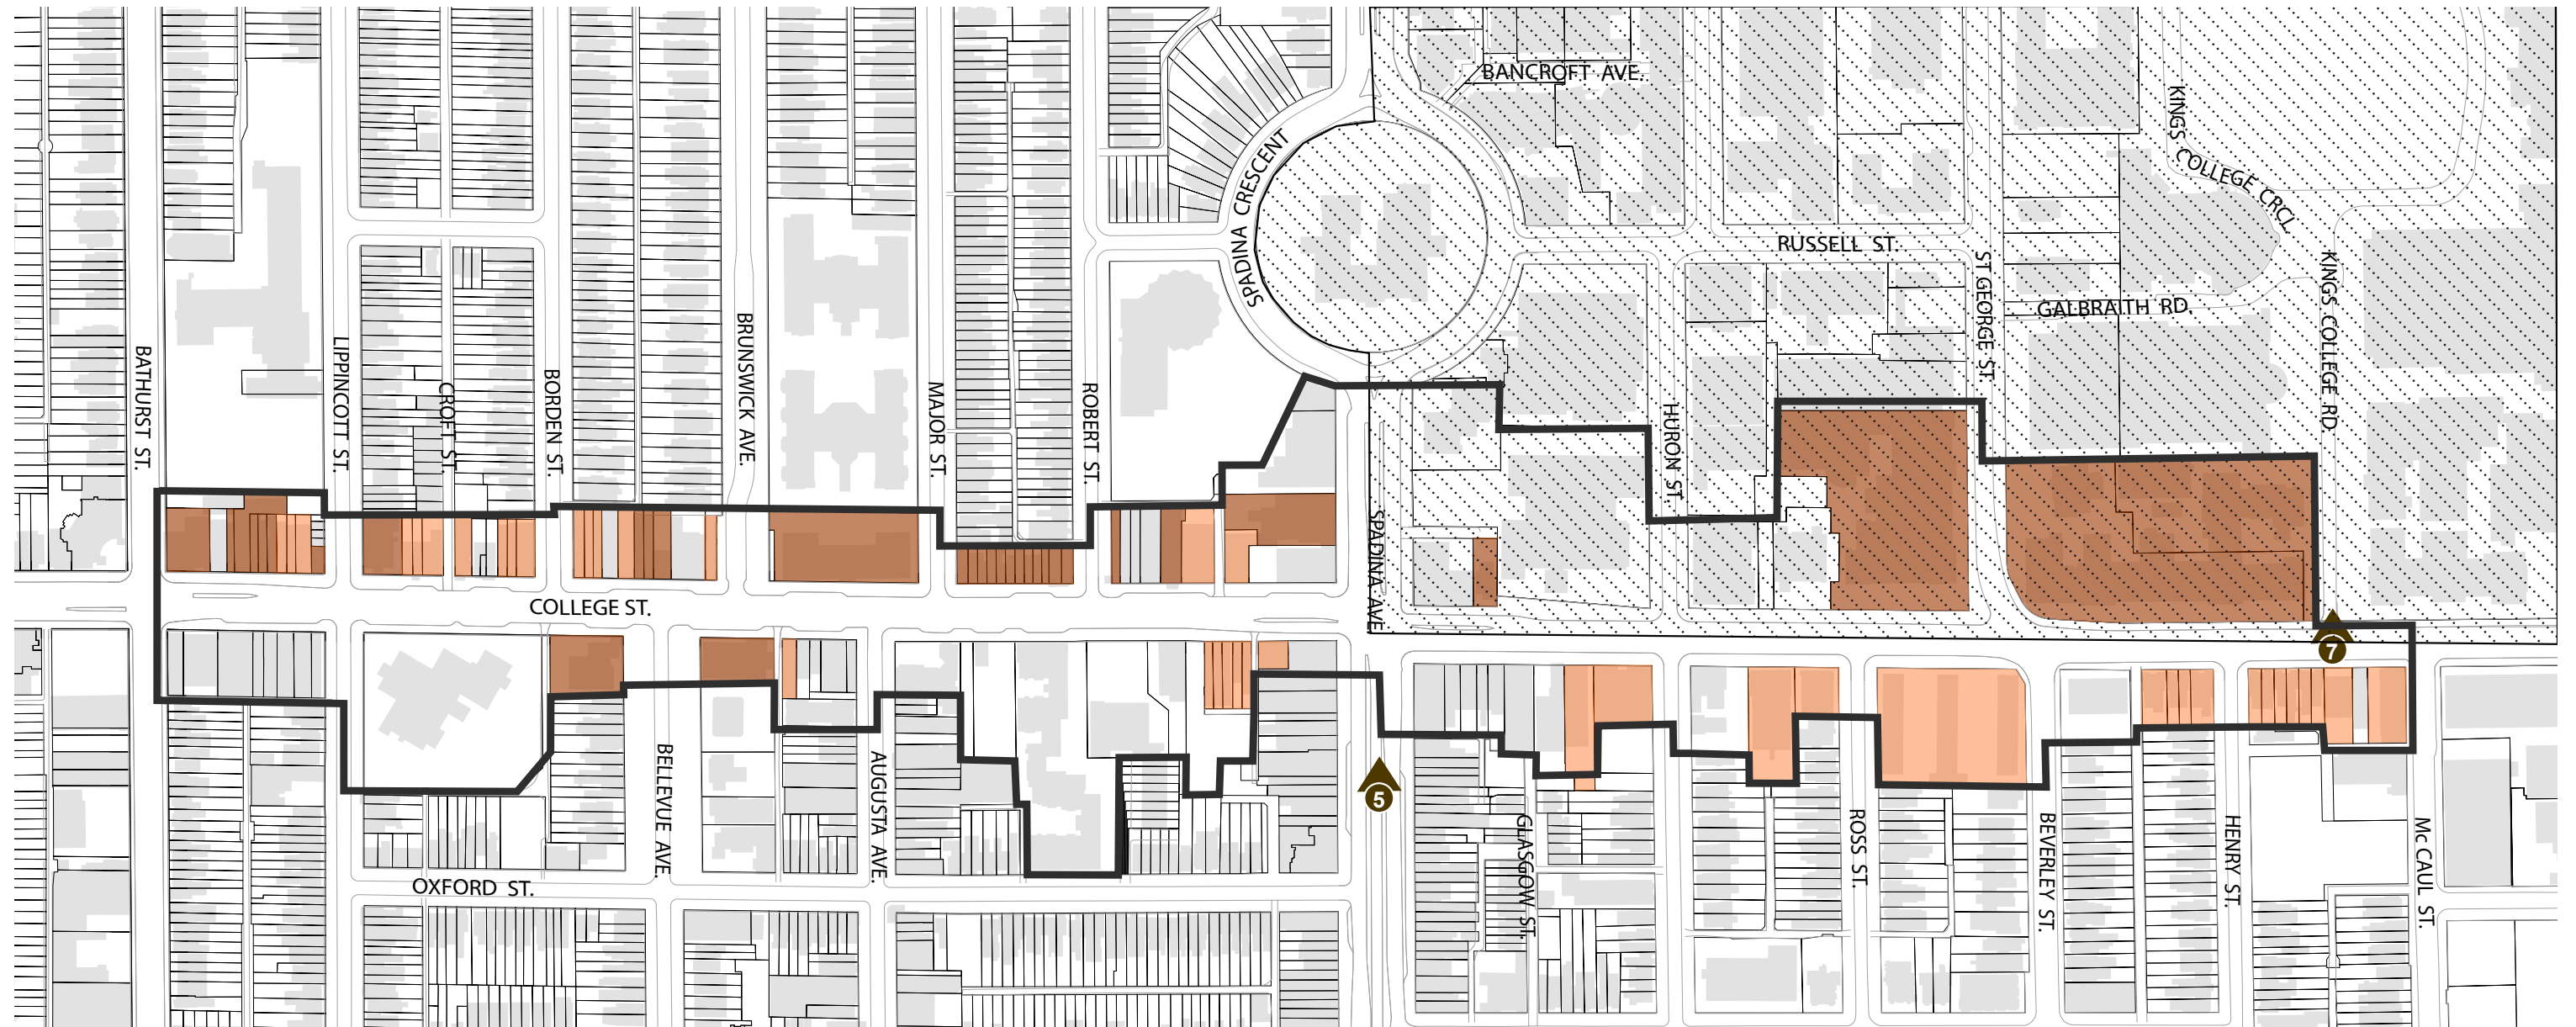 BANCROFT AVE.
KINGS COLLEGE CRCL
SPADINA CRESCENT
RUSSELL ST.
ST GEORGE ST.
GALBRAITH RD.
KINGS COLLEGE RD
BATHURST ST.
LIPPINCOTT ST.
CROFT ST.
BORDEN ST.
BRUNSWICK AVE.
MAJOR ST.
ROBERT ST.
HURON ST.
SPADINA AVE
COLLEGE ST.
7
BELLEVUE AVE.
AUGUSTA AVE.
5
GLASGOW ST.
ROSS ST.
BEVERLEY ST.
HENRY ST.
Mc CAUL ST.
OXFORD ST.